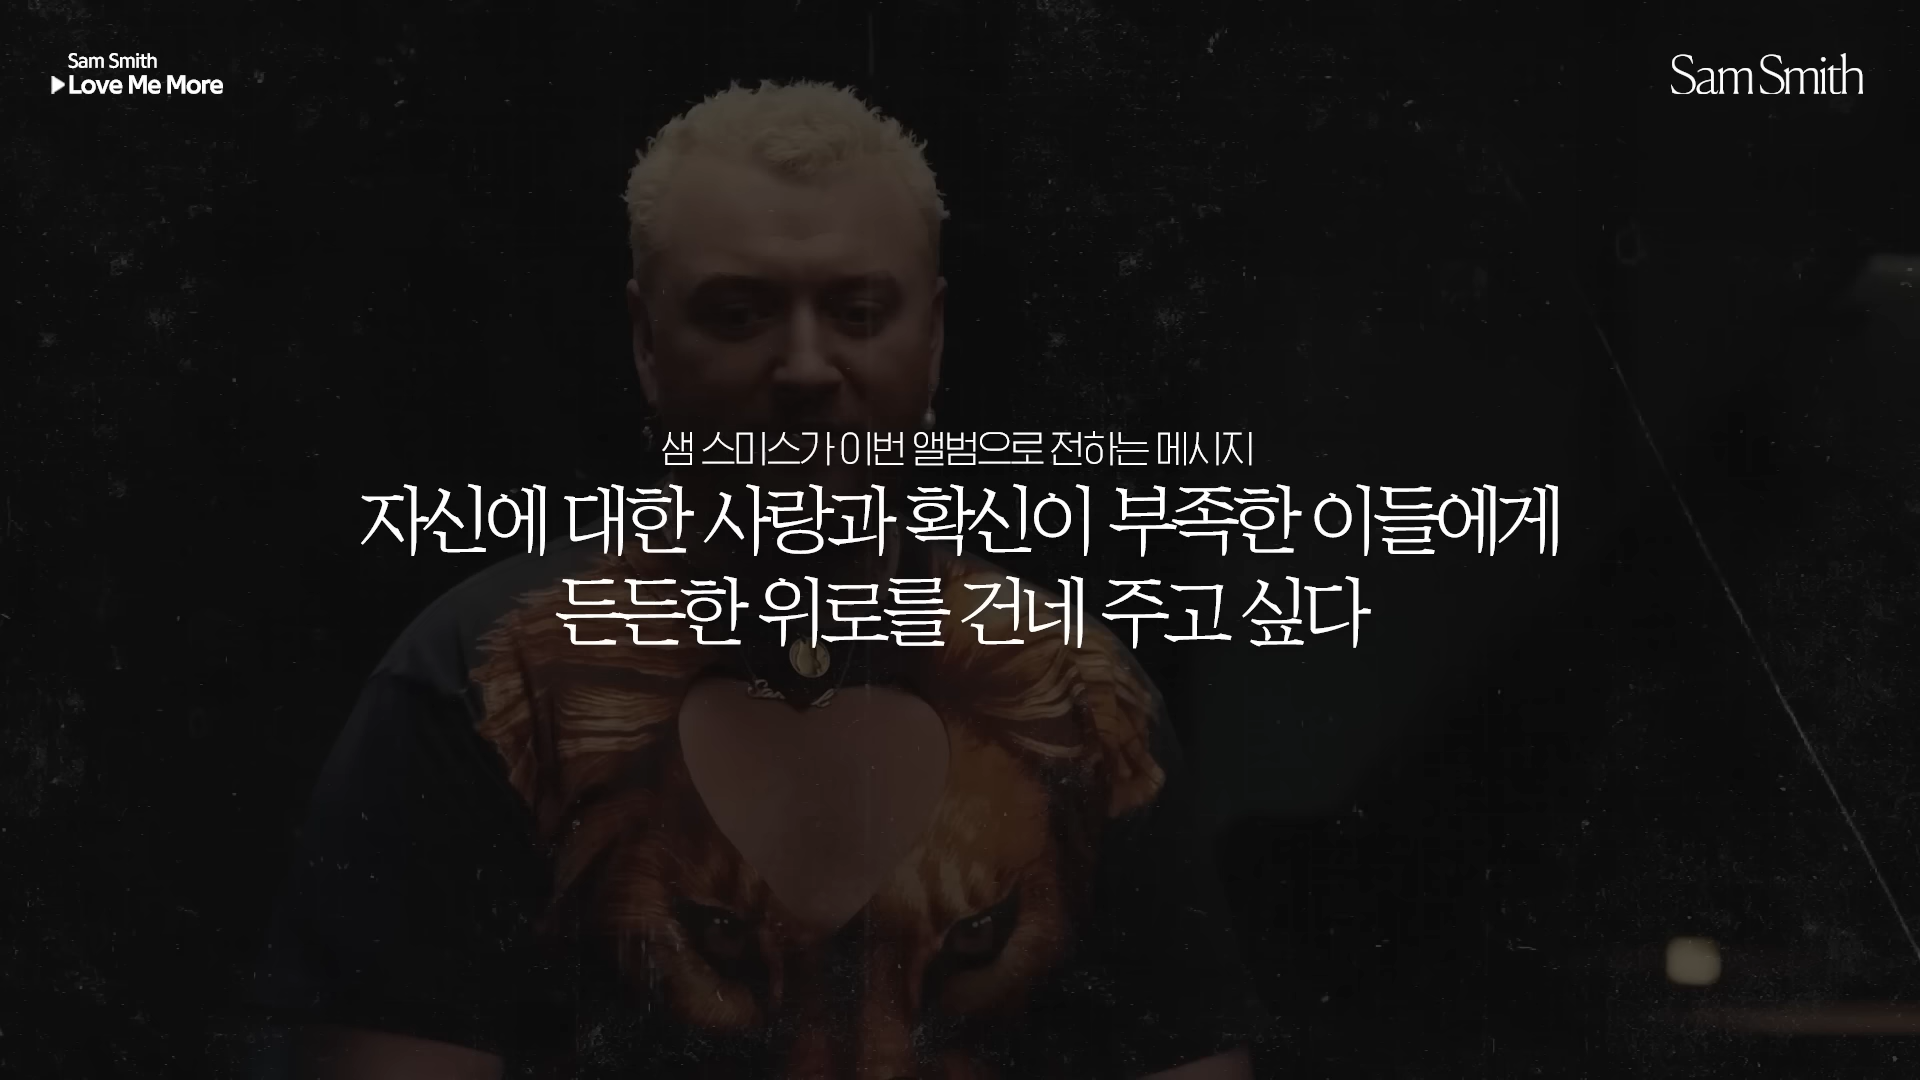 Sam Smith
Love Me More
Sam Smith
샘 스미스가 이번 앨범으로 전하는 메시지
자신에 대한 사랑과 확신이 부족한 이들에게
든든한 위로를 건네 주고 싶다